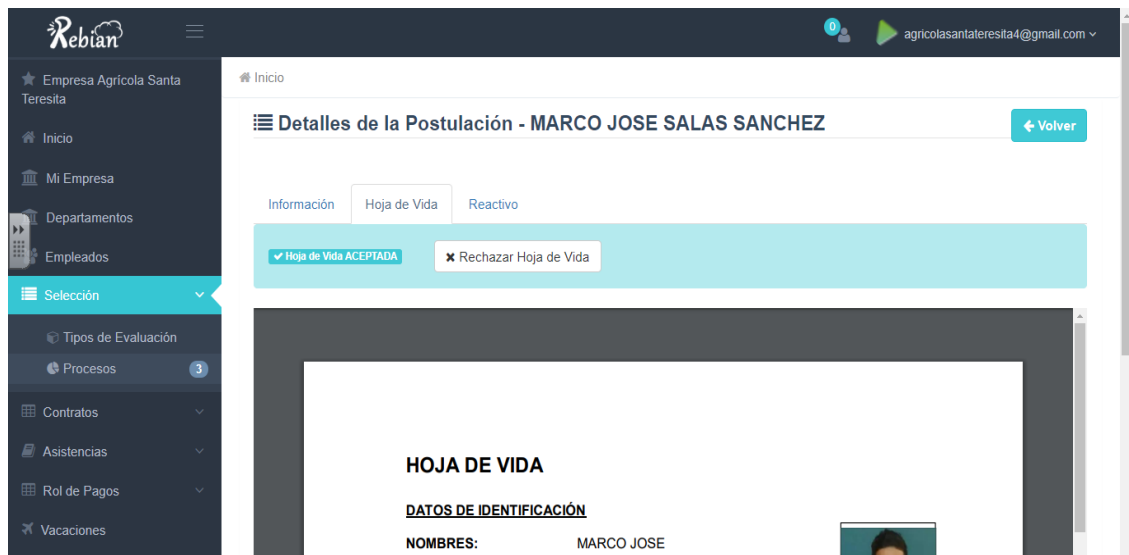 Rebian
0
agricolasantateresita4@gmail.com
Empresa Agrícola Santa
Teresita
Inicio
Mi Empresa
Departamentos
Empleados
Selección
Tipos de Evaluación
Procesos 3
Contratos
Asistencias
Rol de Pagos
Vacaciones
Inicio
Detalles de la Postulación - MARCO JOSE SALAS SANCHEZ
Volver
Información Hoja de Vida Reactivo
Hoja de Vida ACEPTADA Rechazar Hoja de Vida
HOJA DE VIDA
DATOS DE IDENTIFICACIÓN
NOMBRES: MARCO JOSE